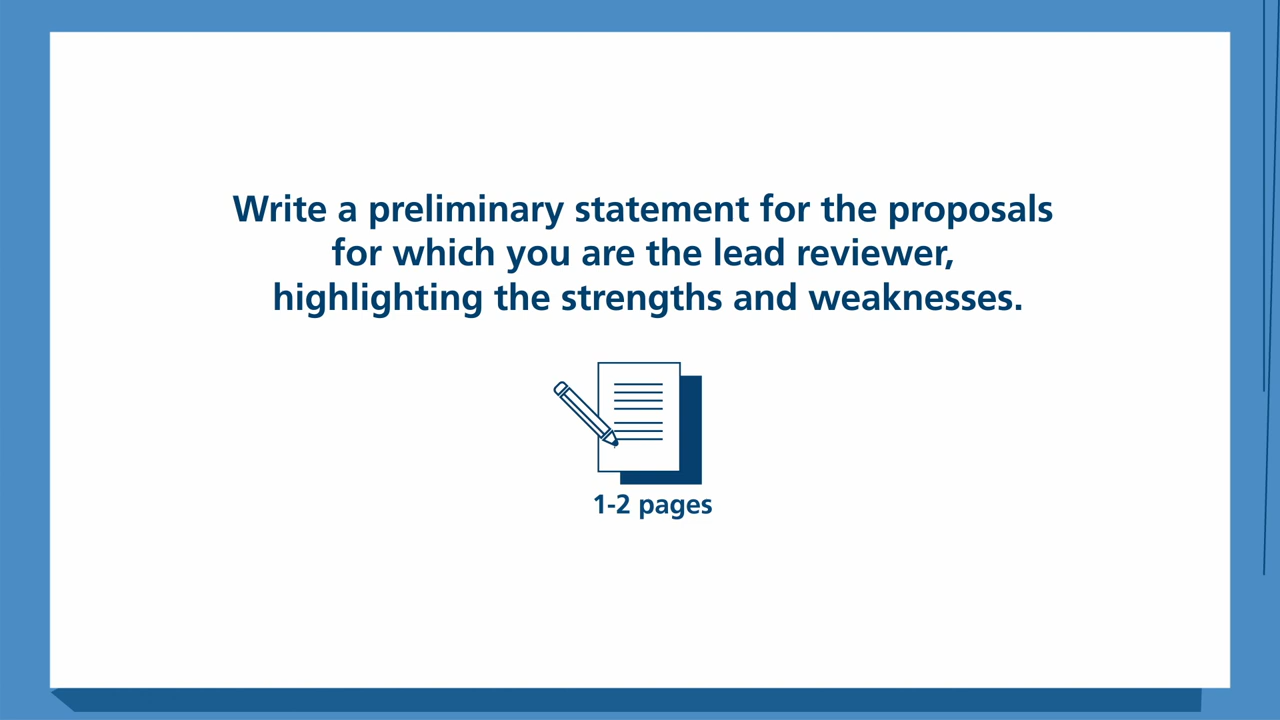 Write a preliminary statement for the proposals
for which you are the lead reviewer,
highlighting the strengths and weaknesses.
1-2 pages